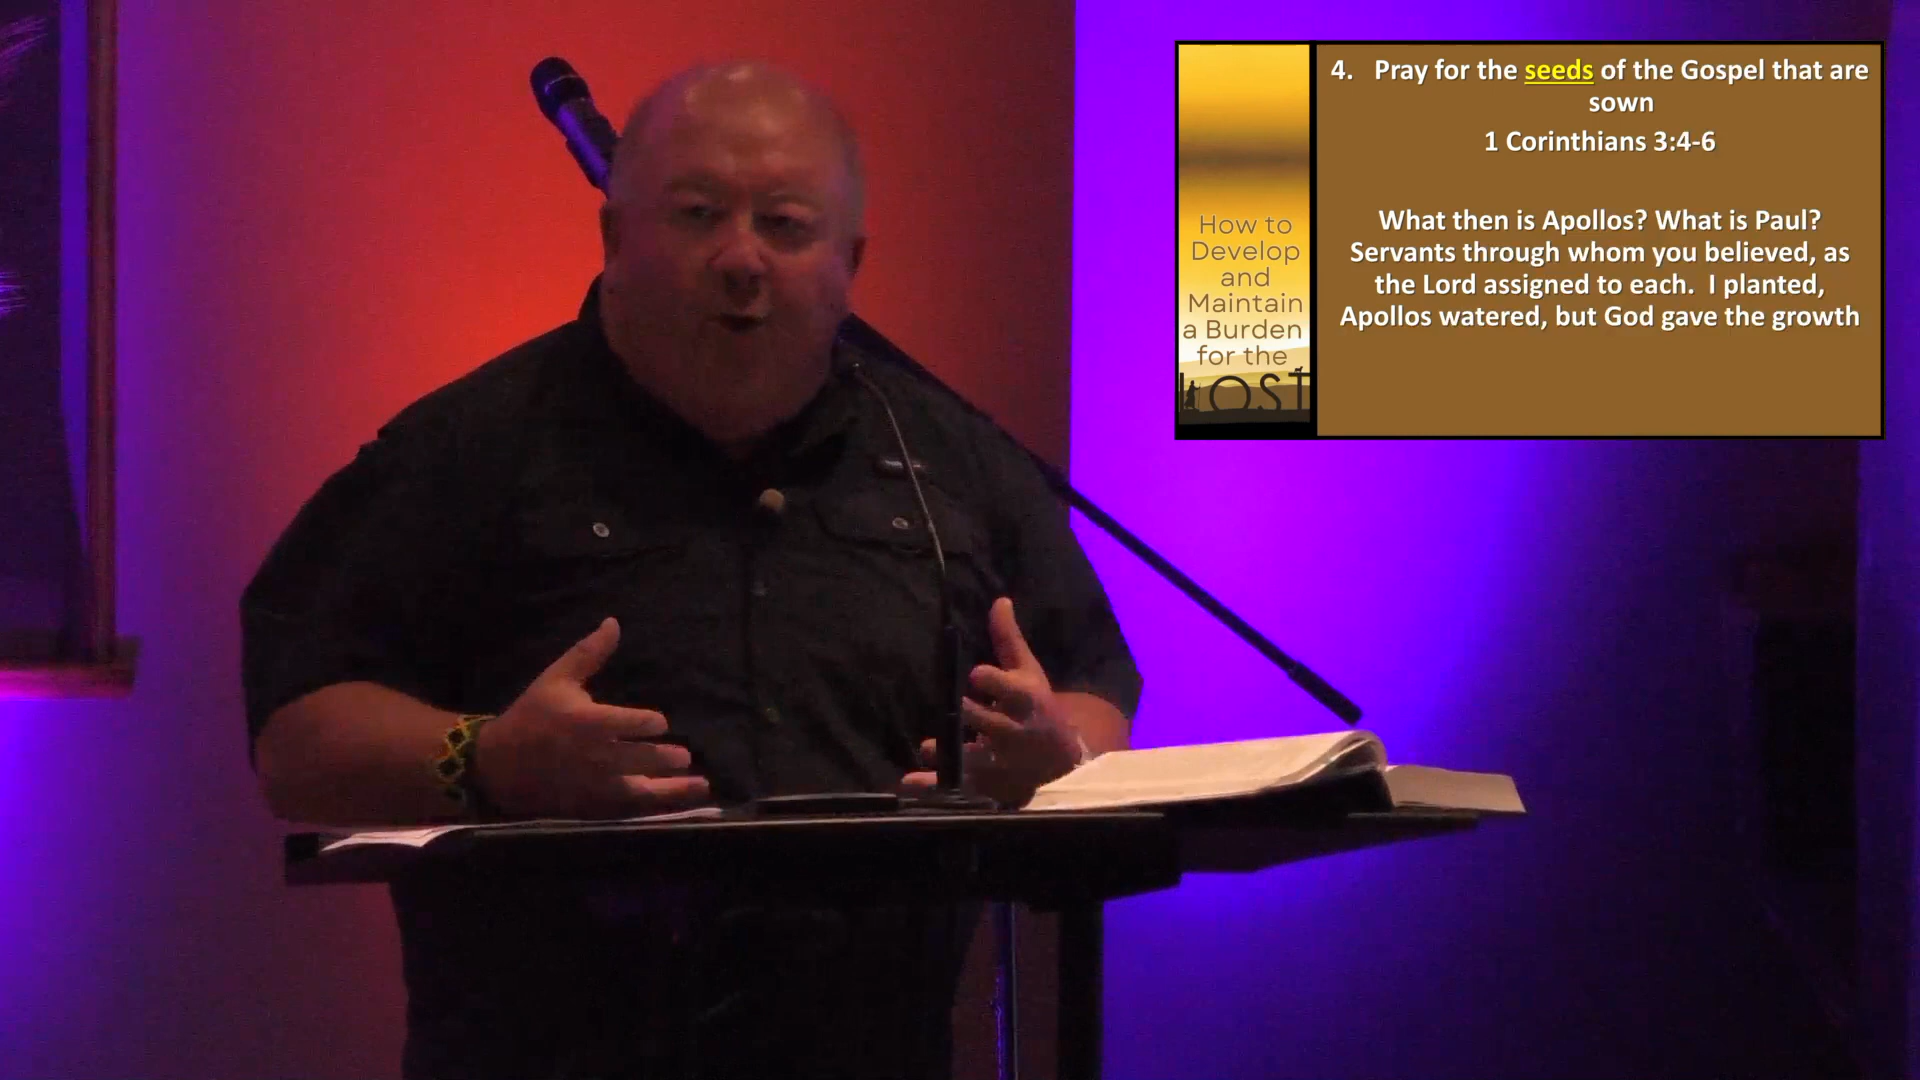 4. Pray for the seeds of the Gospel that are
sown
1 Corinthians 3:4-6
What then is Apollos? What is Paul?
Servants through whom you believed, as
the Lord assigned to each. I planted,
Apollos watered, but God gave the growth
How to
Develop
and
Maintain
a Burden
for the
LOST